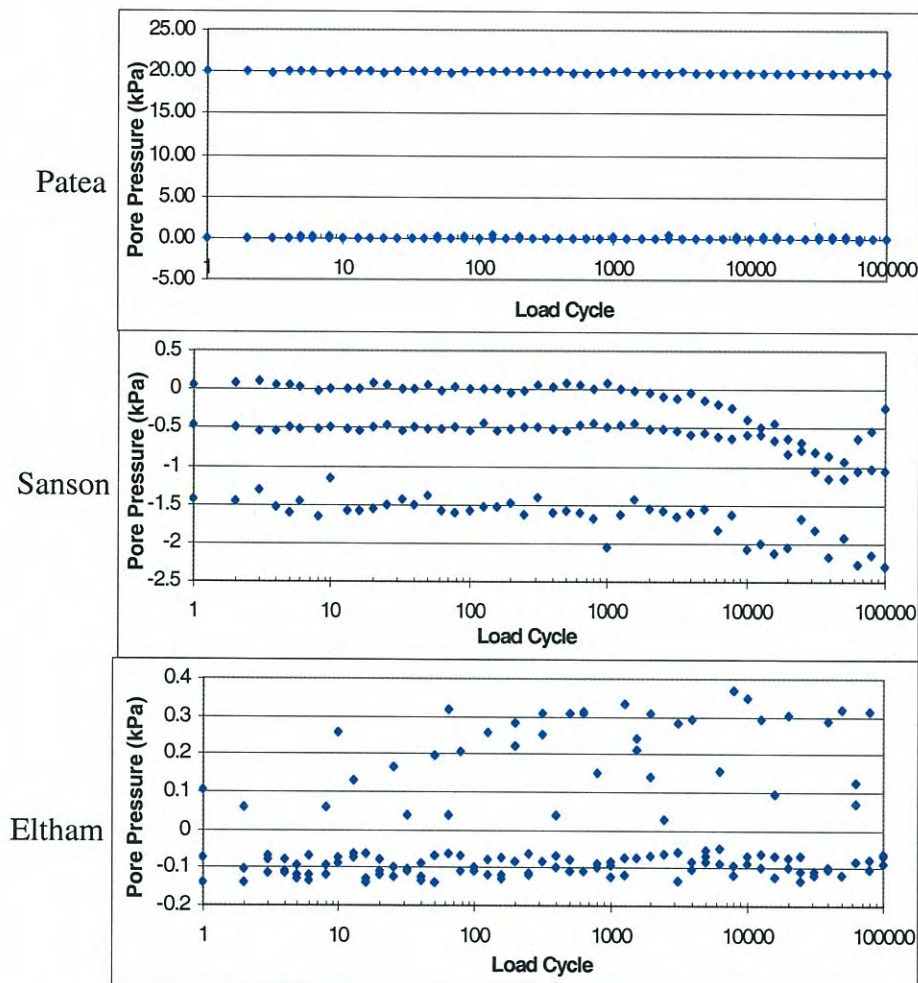 Patea
Pore Pressure (kPa)
25.00
20.00
15.00
10.00
5.00
0.00
-5.00
1 10 100 1000 10000 100000
Load Cycle
Sanson
Pore Pressure (kPa)
0.5
0
-0.5
-1
-1.5
-2
-2.5
1 10 100 1000 10000 100000
Load Cycle
Eltham
Pore Pressure (kPa)
0.4
0.3
0.2
0.1
0
-0.1
-0.2
1 10 100 1000 10000 100000
Load Cycle